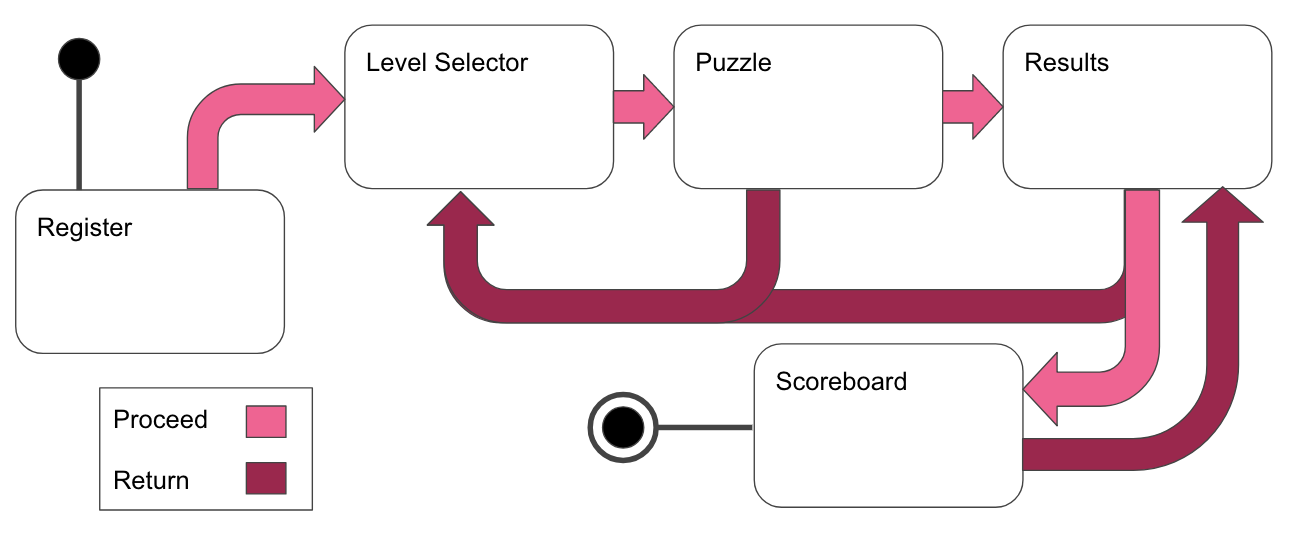 Level Selector
Puzzle
Results
Register
Scoreboard
Proceed
Return